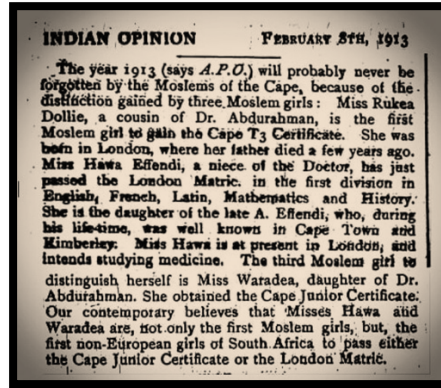 INDIAN OPINION FEBRUARY 8TH, 1913
The year 1913 (says A.P.O.) will probably never be
forgotten by the Moslems of the Cape, because of the
distinction gained by three Moslem girls: Miss Rukea
Dollie, a cousin of Dr. Abdurahman, is the first
Moslem girl to gain the Cape T3 Certificate. She was
born in London, where her father died a few years ago.
Miss Hawa Effendi, a niece of the Doctor, has just
passed the London Matric. in the first division in
English, French, Latin, Mathematics and History.
She is the daughter of the late A. Effendi, who, during
his life-time, was well known in Cape Town and
Kimberley. Miss Hawa is at present in London, and
intends studying medicine. The third Moslem girl to
distinguish herself is Miss Waradea, daughter of Dr.
Abdurahman. She obtained the Cape Junior Certificate.
Our contemporary believes that Misses Hawa and
Waradea are, not only the first Moslem girls, but, the
first non-European girls of South Africa to pass either
the Cape Junior Certificate or the London Matric.